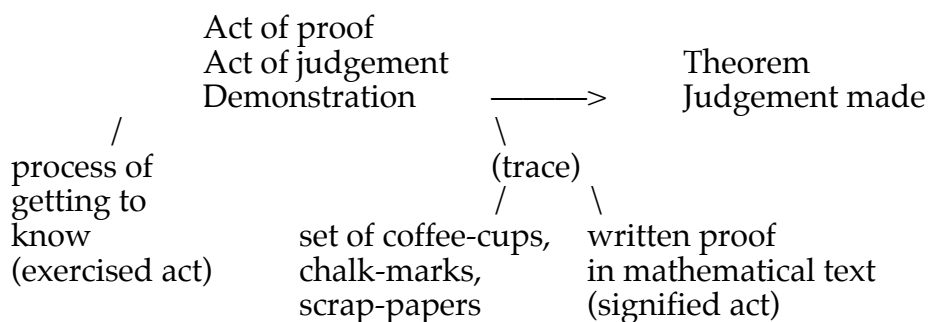 Act of proof
Act of judgement Theorem
Demonstration ———> Judgement made
/ \
process of (trace)
getting to / \
know set of coffee-cups, written proof
(exercised act) chalk-marks, in mathematical text
scrap-papers (signified act)